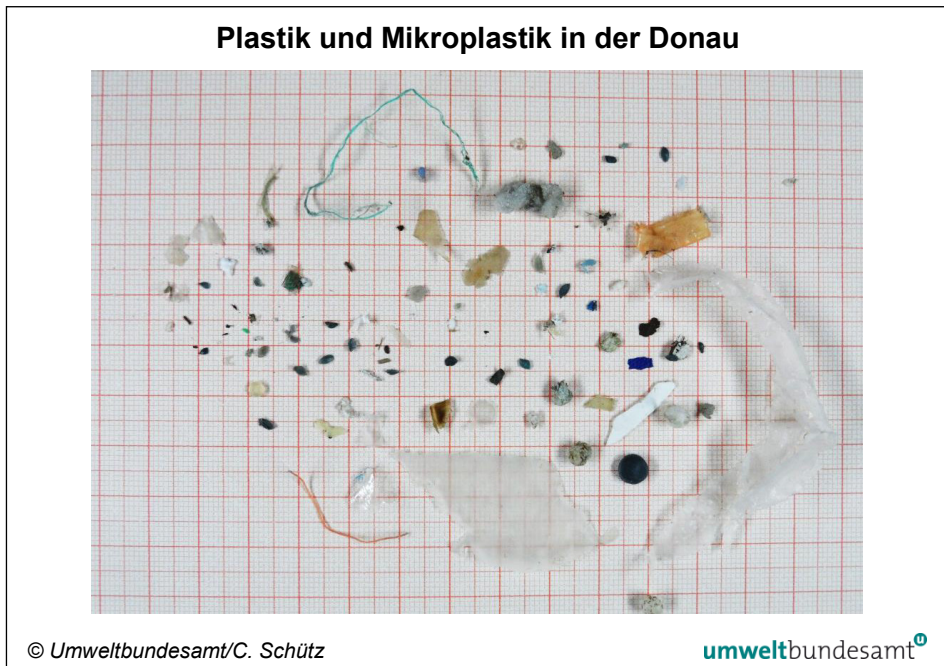 Plastik und Mikroplastik in der Donau
© Umweltbundesamt/C. Schütz
umweltbundesamt u